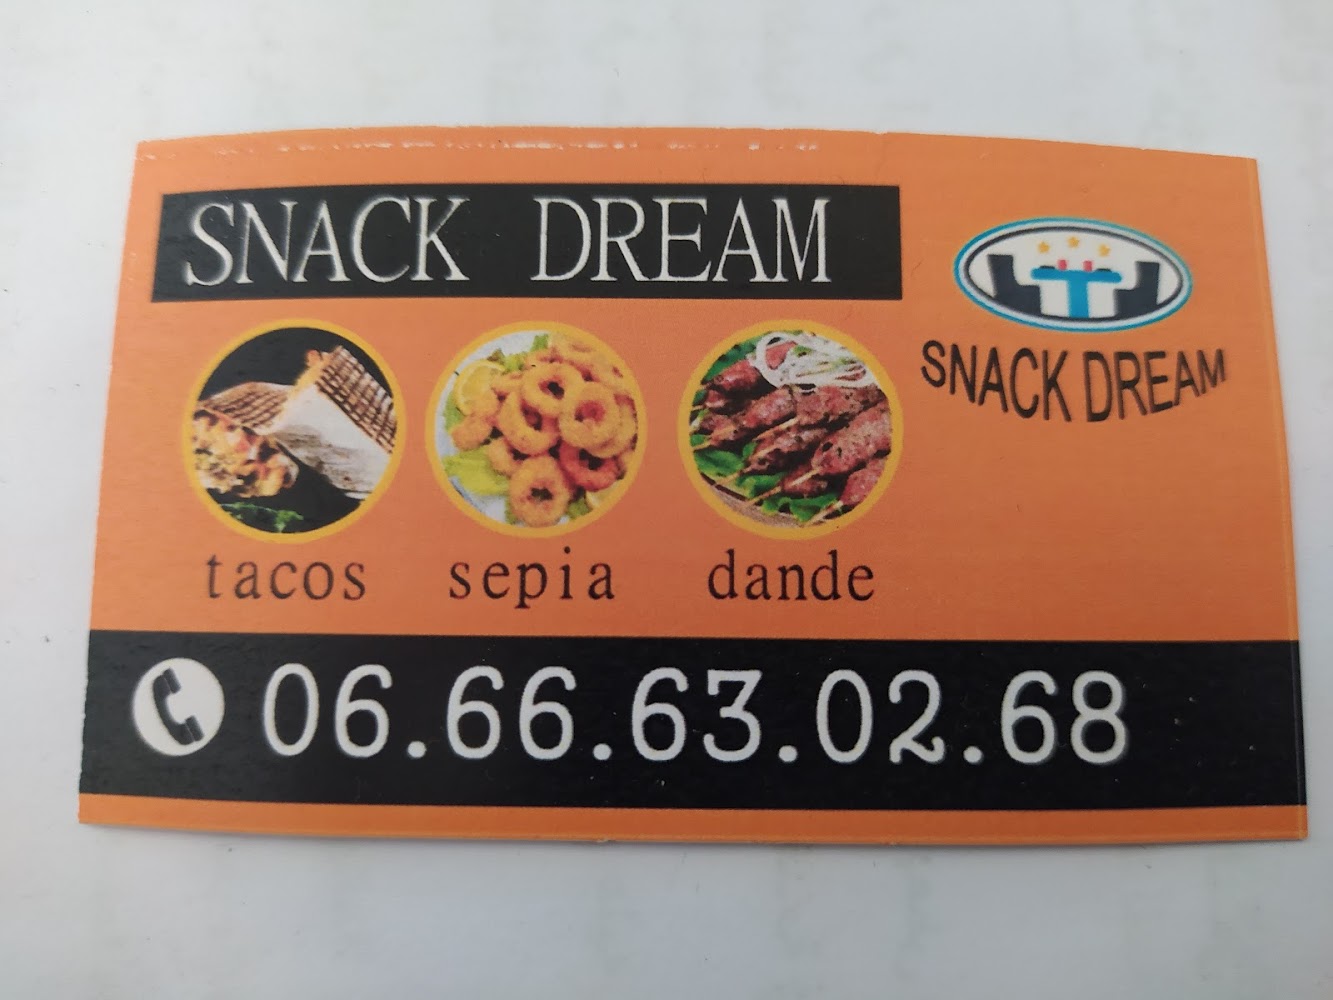 SNACK DREAM
SNACK DREAM
tacos sepia dande
06.66.63.02.68